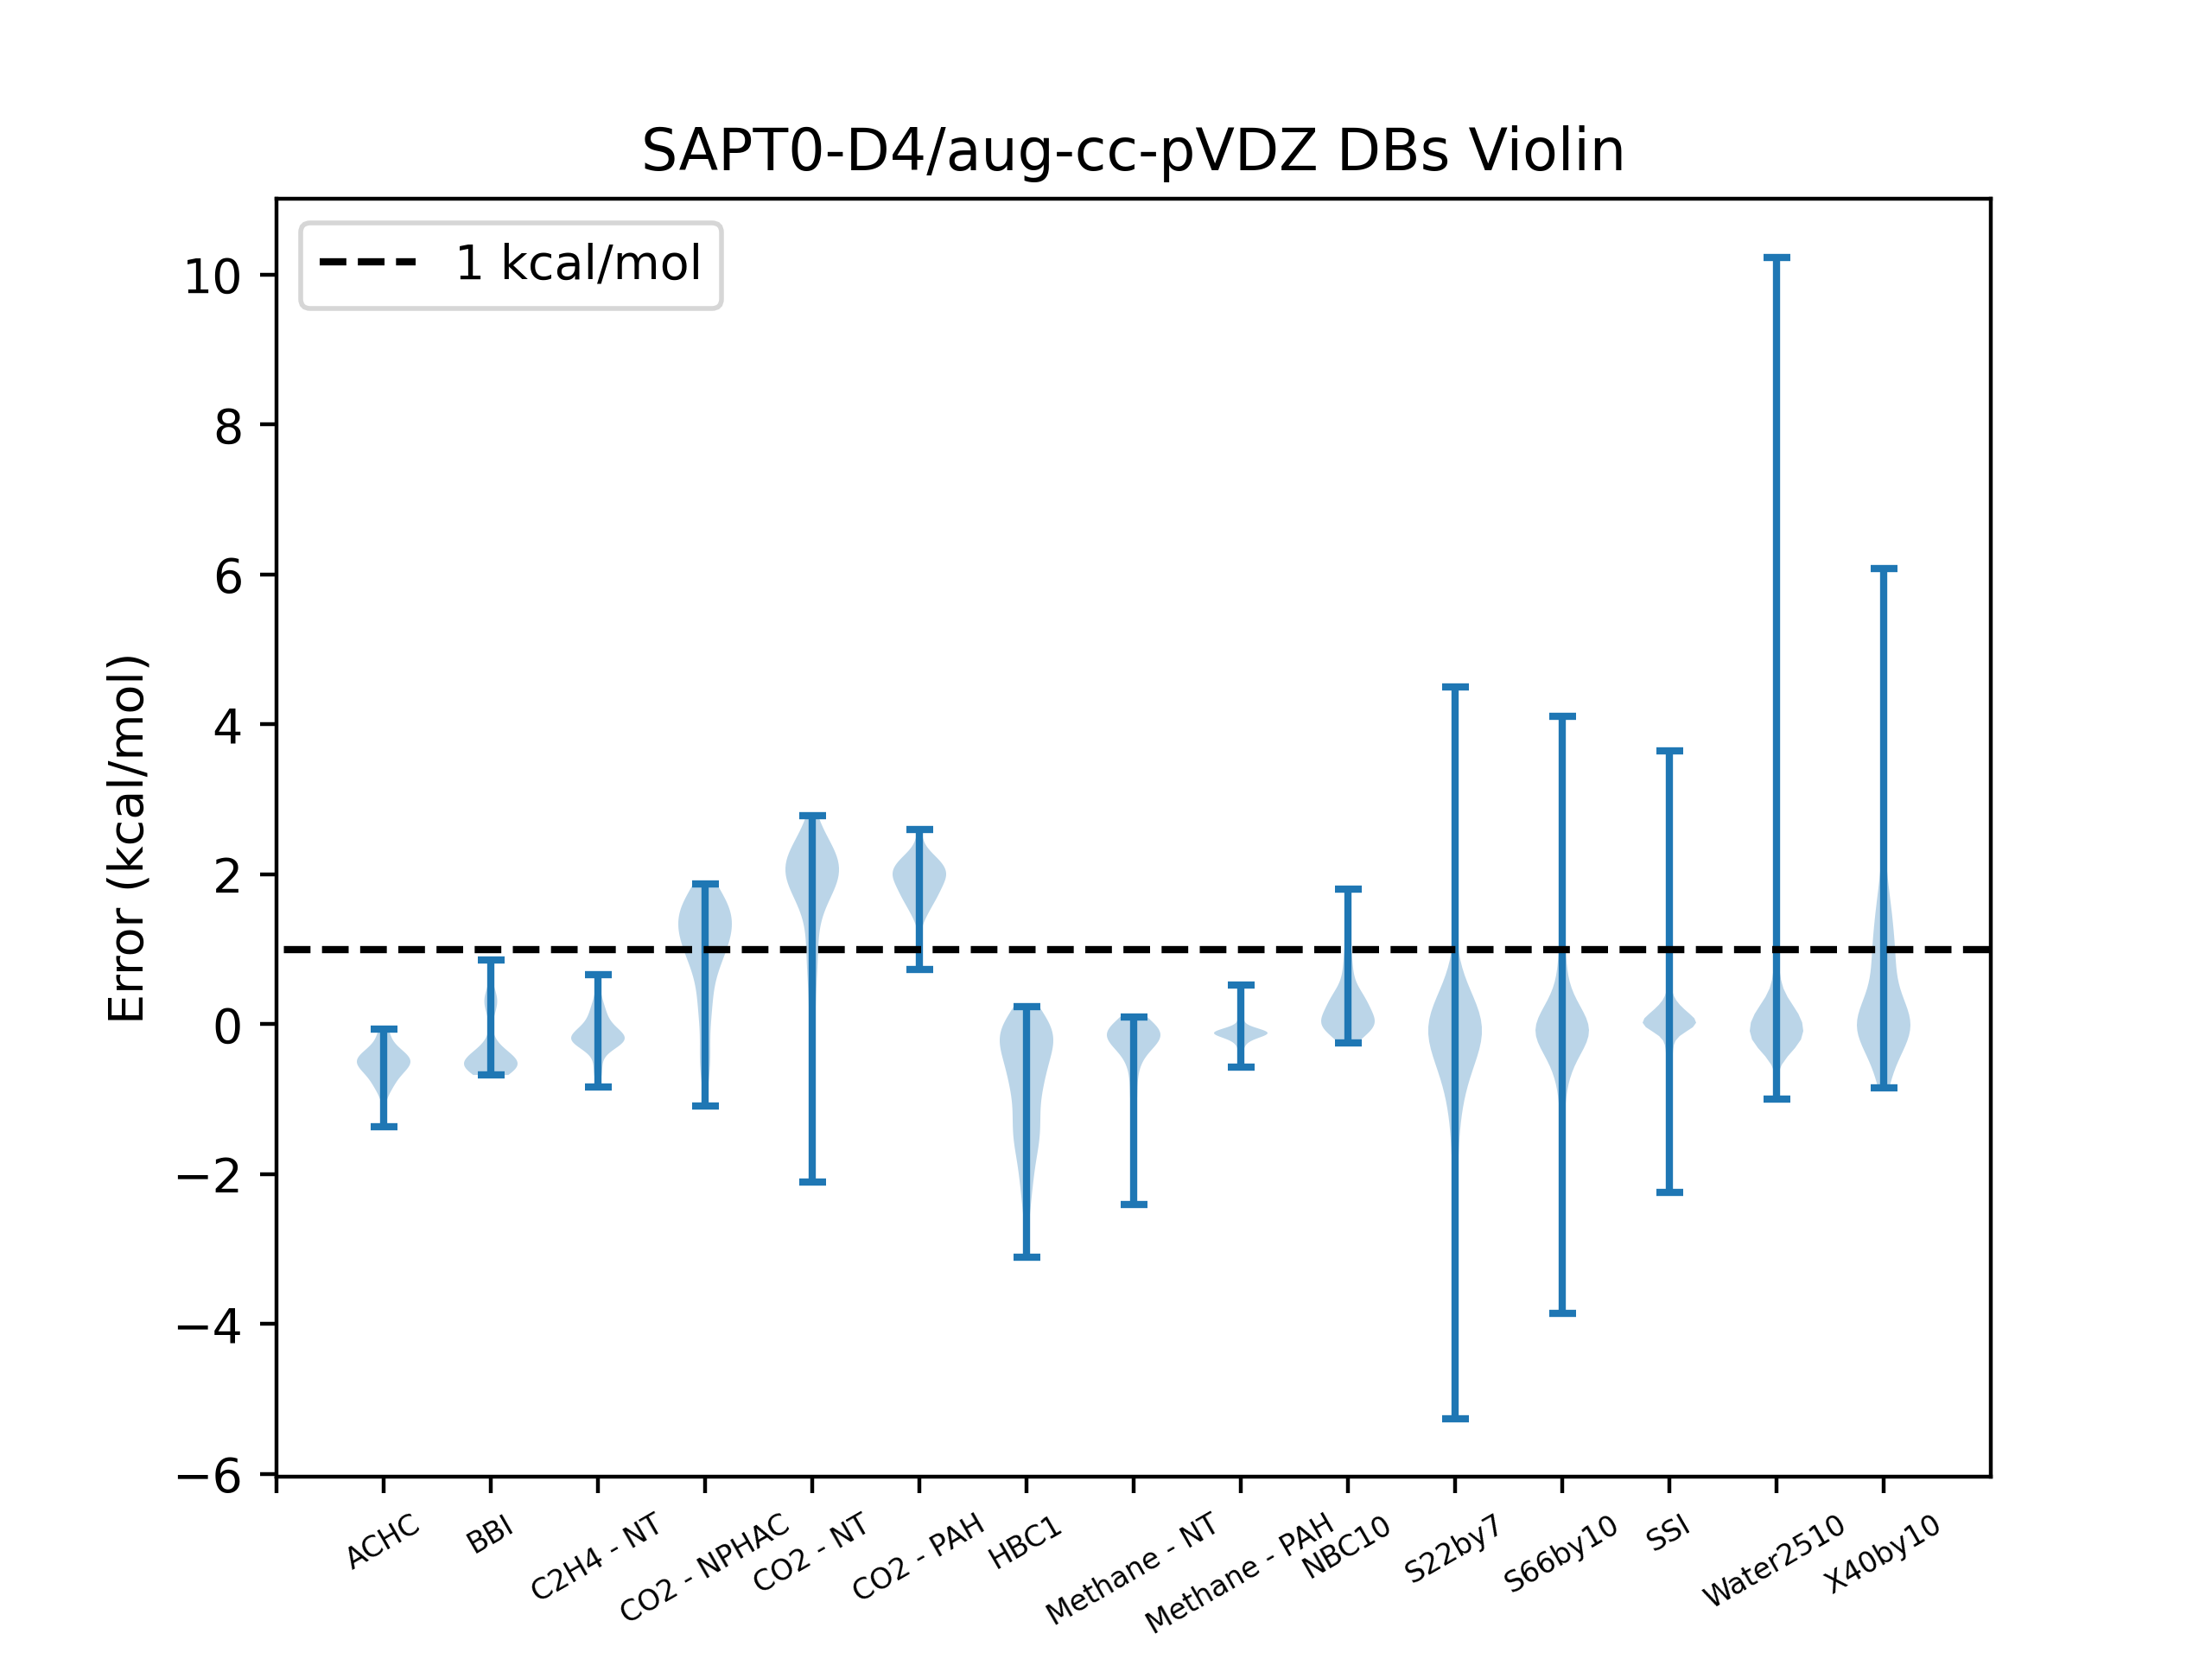 SAPT0-D4/aug-cc-pVDZ DBs Violin
1 kcal/mol
Error (kcal/mol)
10
8
6
4
2
0
−2
−4
−6
ACHC
BBI
C2H4 - NT
CO2 - NPHAC
CO2 - NT
CO2 - PAH
HBC1
Methane - NT
Methane - PAH
NBC10
S22by7
S66by10
SSI
Water2510
X40by10